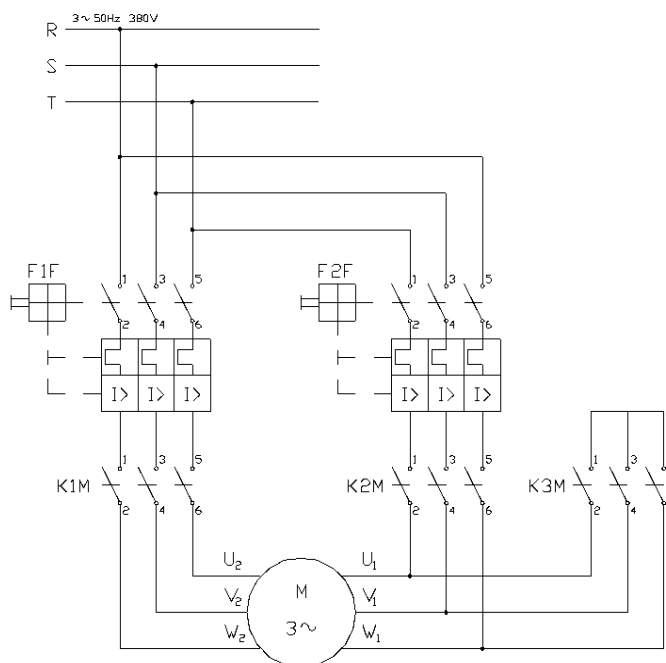 3~50Hz 380V
R
S
T
F1F
F2F
1 3 5
1 3 5
2 4 6
2 4 6
I> I> I>
I> I> I>
1 3 5
1 3 5
1 3
K1M
K2M
K3M
2 4 6
2 4 6
2 4
U2
U1
M
V2
V1
3~
W2
W1